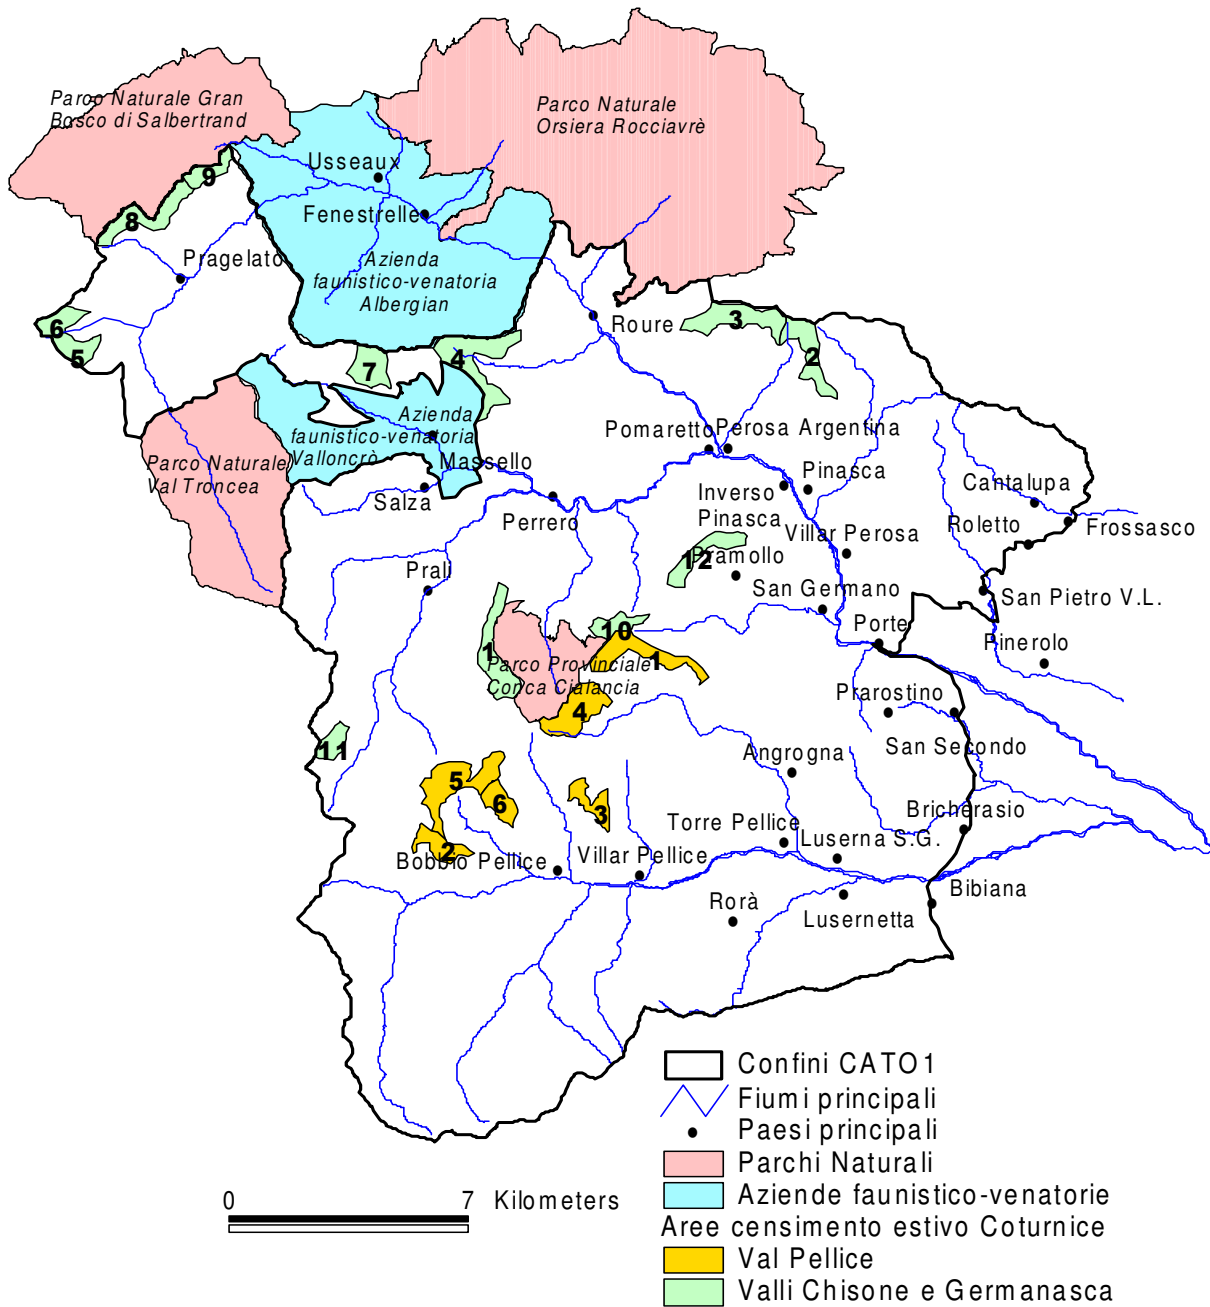 Parco Naturale Gran
Bosco di Salbertrand
Parco Naturale
Orsiera Rocciavrè
Usseaux
9
Fenestrelle
8
Pragelato
Azienda
faunistico-venatoria
Albergian
6
5
7
4
Roure
3
2
Azienda
faunistico-venatoria
Valloncrò
Parco Naturale
Val Troncea
Massello
Salza
Perrero
Pomaretto
Perosa Argentina
Inverso
Pinasca
Pinasca
Cantalupa
Roletto
Frossasco
Villar Perosa
12
Pramollo
Prali
San Germano
San Pietro V.L.
Porte
Pinerolo
10
1
1
Parco Provinciale
Conca Cialancia
4
Prarostino
San Secondo
11
Angrogna
5
6
3
2
Bobbio Pellice
Villar Pellice
Torre Pellice
Luserna S.G.
Bricherasio
Bibiana
Rorà
Lusernetta
Confini CATO1
Fiumi principali
Paesi principali
Parchi Naturali
Aziende faunistico-venatorie
Aree censimento estivo Coturnice
Val Pellice
Valli Chisone e Germanasca
0 7 Kilometers